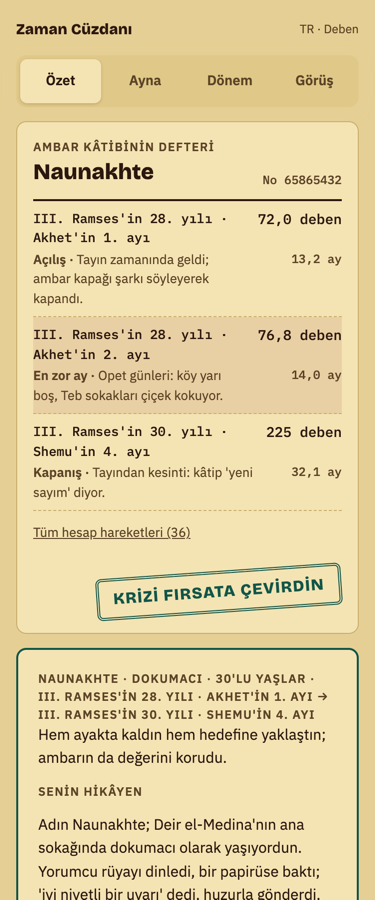 Zaman Cüzdanı
TR · Deben
Özet
Ayna
Dönem
Görüş
AMBAR KÂTİBİNİN DEFTERİ
Naunakhte
No 65865432
III. Ramses'in 28. yılı · 72,0 deben
Akhet'in 1. ayı
Açılış · Tayın zamanında geldi; 13,2 ay
ambar kapağı şarkı söyleyerek
kapandı.
III. Ramses'in 28. yılı · 76,8 deben
Akhet'in 2. ayı
En zor ay · Opet günleri: köy yarı 14,0 ay
boş, Teb sokakları çiçek kokuyor.
III. Ramses'in 30. yılı · 225 deben
Shemu'in 4. ayı
Kapanış · Tayından kesinti: kâtip 'yeni 32,1 ay
sayım' diyor.
Tüm hesap hareketleri (36)
KRİZİ FIRSATA ÇEVİRDİN
NAUNAKHTE · DOKUMACI · 30'LU YAŞLAR ·
III. RAMSES'İN 28. YILI · AKHET'İN 1. AYI →
III. RAMSES'İN 30. YILI · SHEMU'İN 4. AYI
Hem ayakta kaldın hem hedefine yaklaştın;
ambarın da değerini korudu.
SENİN HİKÂYEN
Adın Naunakhte; Deir el-Medina'nın ana
sokağında dokumacı olarak yaşıyordun.
Yorumcu rüyayı dinledi, bir papirüse baktı;
'iyi niyetli bir uyarı' dedi, huzurla gönderdi.